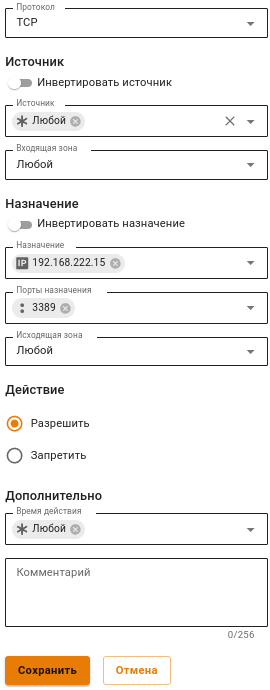 Протокол
TCP
Источник
Инвертировать источник
Источник
Любой
Входящая зона
Любой
Назначение
Инвертировать назначение
Назначение
IP 192.168.222.15
Порты назначения
3389
Исходящая зона
Любой
Действие
Разрешить
Запретить
Дополнительно
Время действия
Любой
Комментарий
0/256
Сохранить Отмена